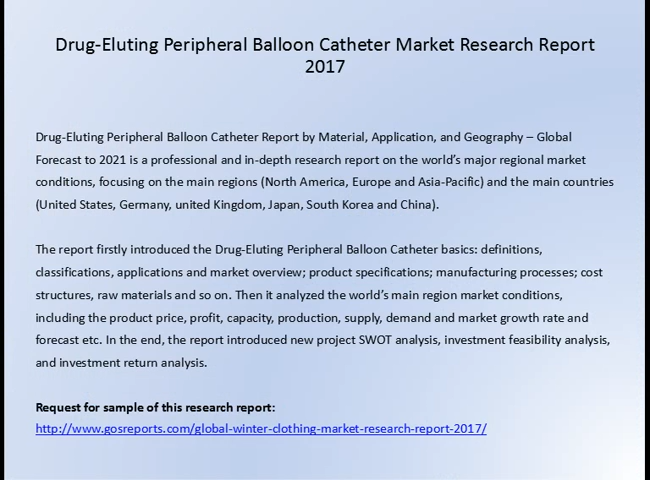 Drug-Eluting Peripheral Balloon Catheter Market Research Report
2017
Drug-Eluting Peripheral Balloon Catheter Report by Material, Application, and Geography – Global
Forecast to 2021 is a professional and in-depth research report on the world's major regional market
conditions, focusing on the main regions (North America, Europe and Asia-Pacific) and the main countries
(United States, Germany, united Kingdom, Japan, South Korea and China).
The report firstly introduced the Drug-Eluting Peripheral Balloon Catheter basics: definitions,
classifications, applications and market overview; product specifications; manufacturing processes; cost
structures, raw materials and so on. Then it analyzed the world's main region market conditions,
including the product price, profit, capacity, production, supply, demand and market growth rate and
forecast etc. In the end, the report introduced new project SWOT analysis, investment feasibility analysis,
and investment return analysis.
Request for sample of this research report:
http://www.gosreports.com/global-winter-clothing-market-research-report-2017/